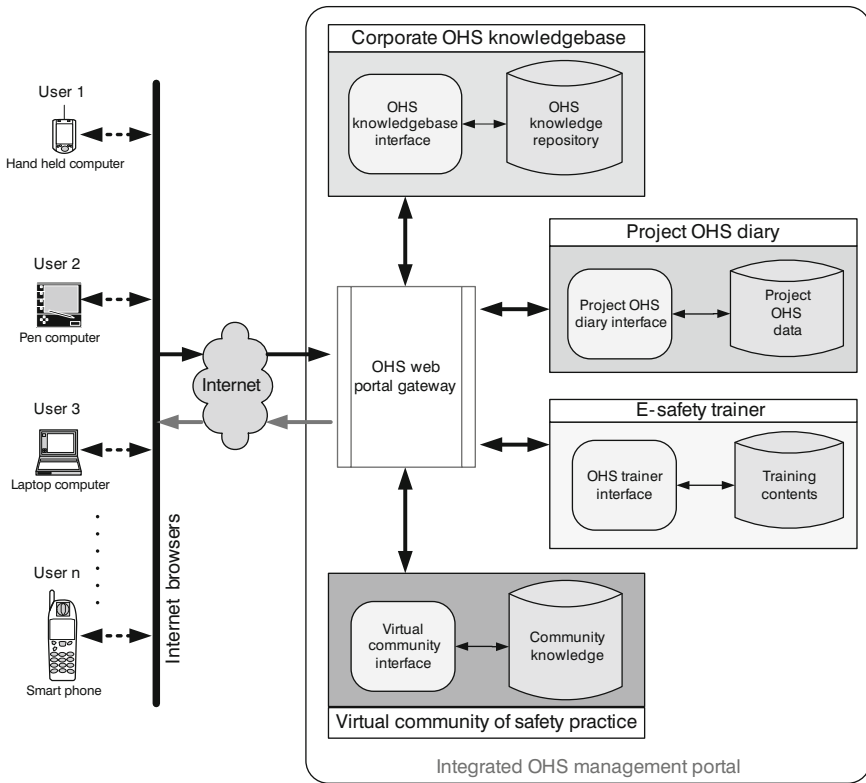 User 1
Hand held computer
User 2
Pen computer
User 3
Laptop computer
User n
Smart phone
Internet browsers
Internet
OHS web
portal gateway
Corporate OHS knowledgebase
OHS
knowledgebase
interface
OHS
knowledge
repository
Project OHS diary
Project OHS
diary interface
Project
OHS
data
E-safety trainer
OHS trainer
interface
Training
contents
Virtual
community
interface
Community
knowledge
Virtual community of safety practice
Integrated OHS management portal